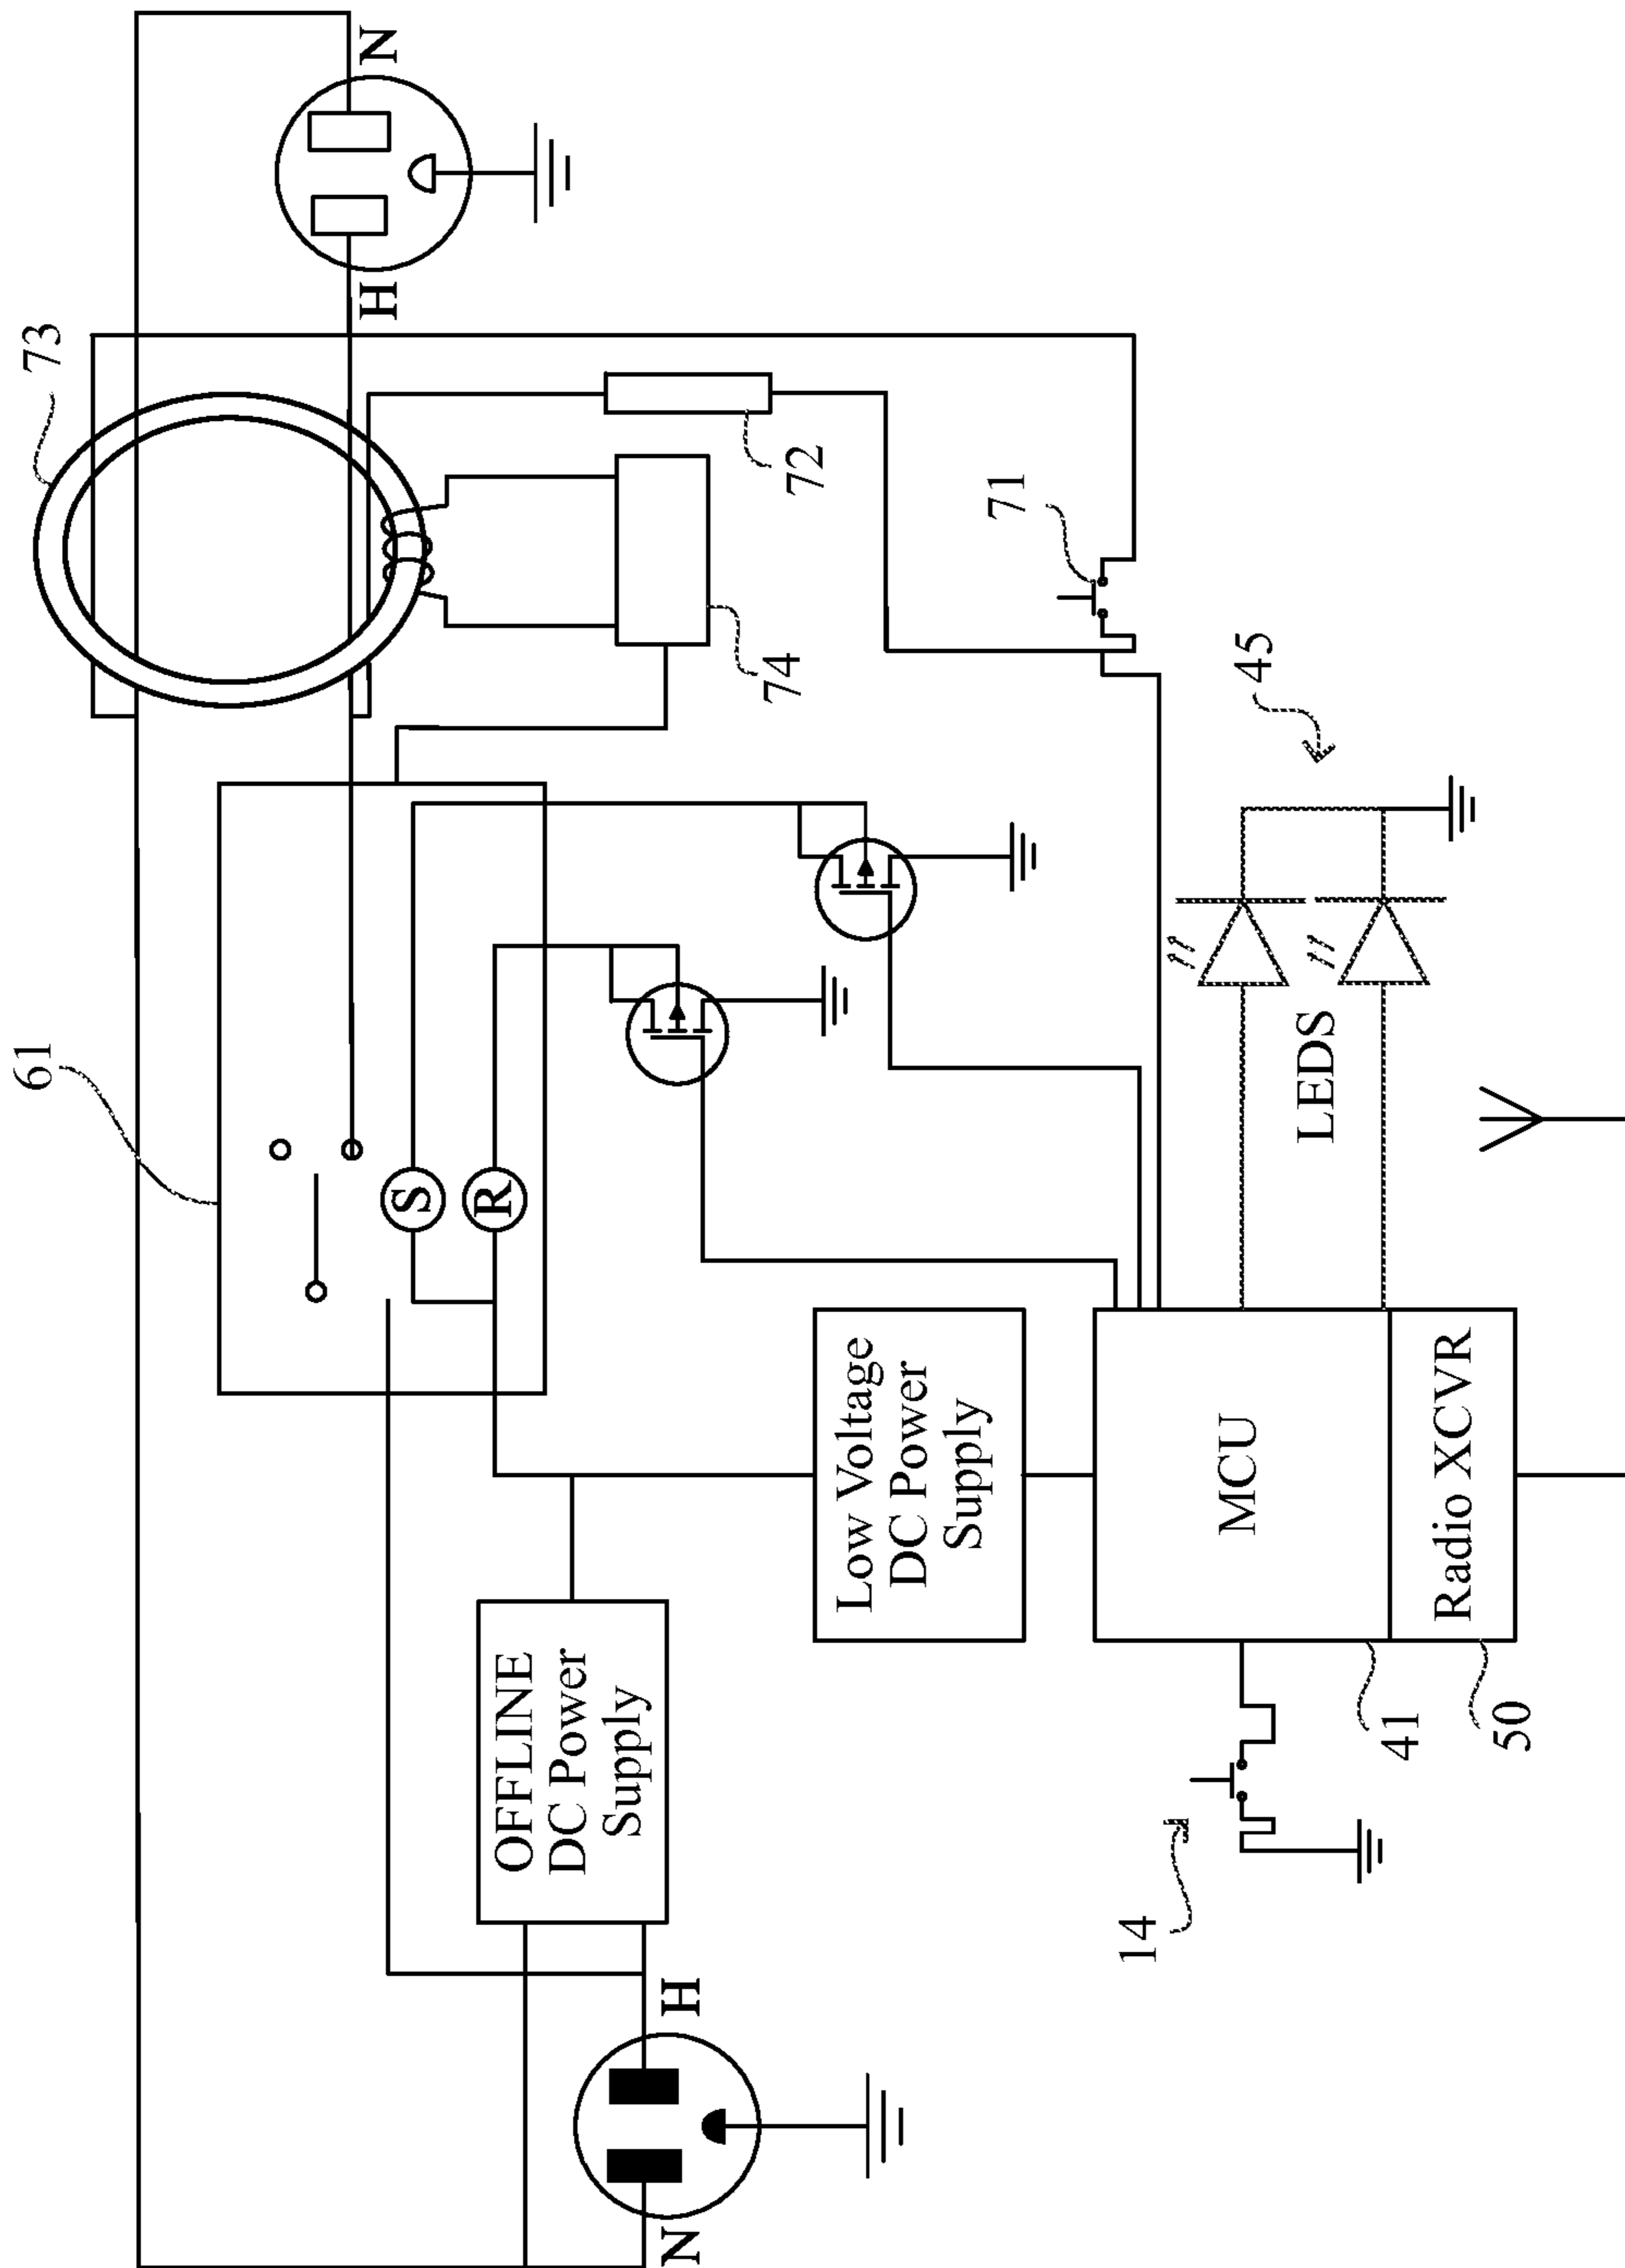 73
N
H
61
S
R
74
72
71
45
OFFLINE
DC Power
Supply
Low Voltage
DC Power
Supply
LEDS
N
H
MCU
Radio XCVR
14
41
50